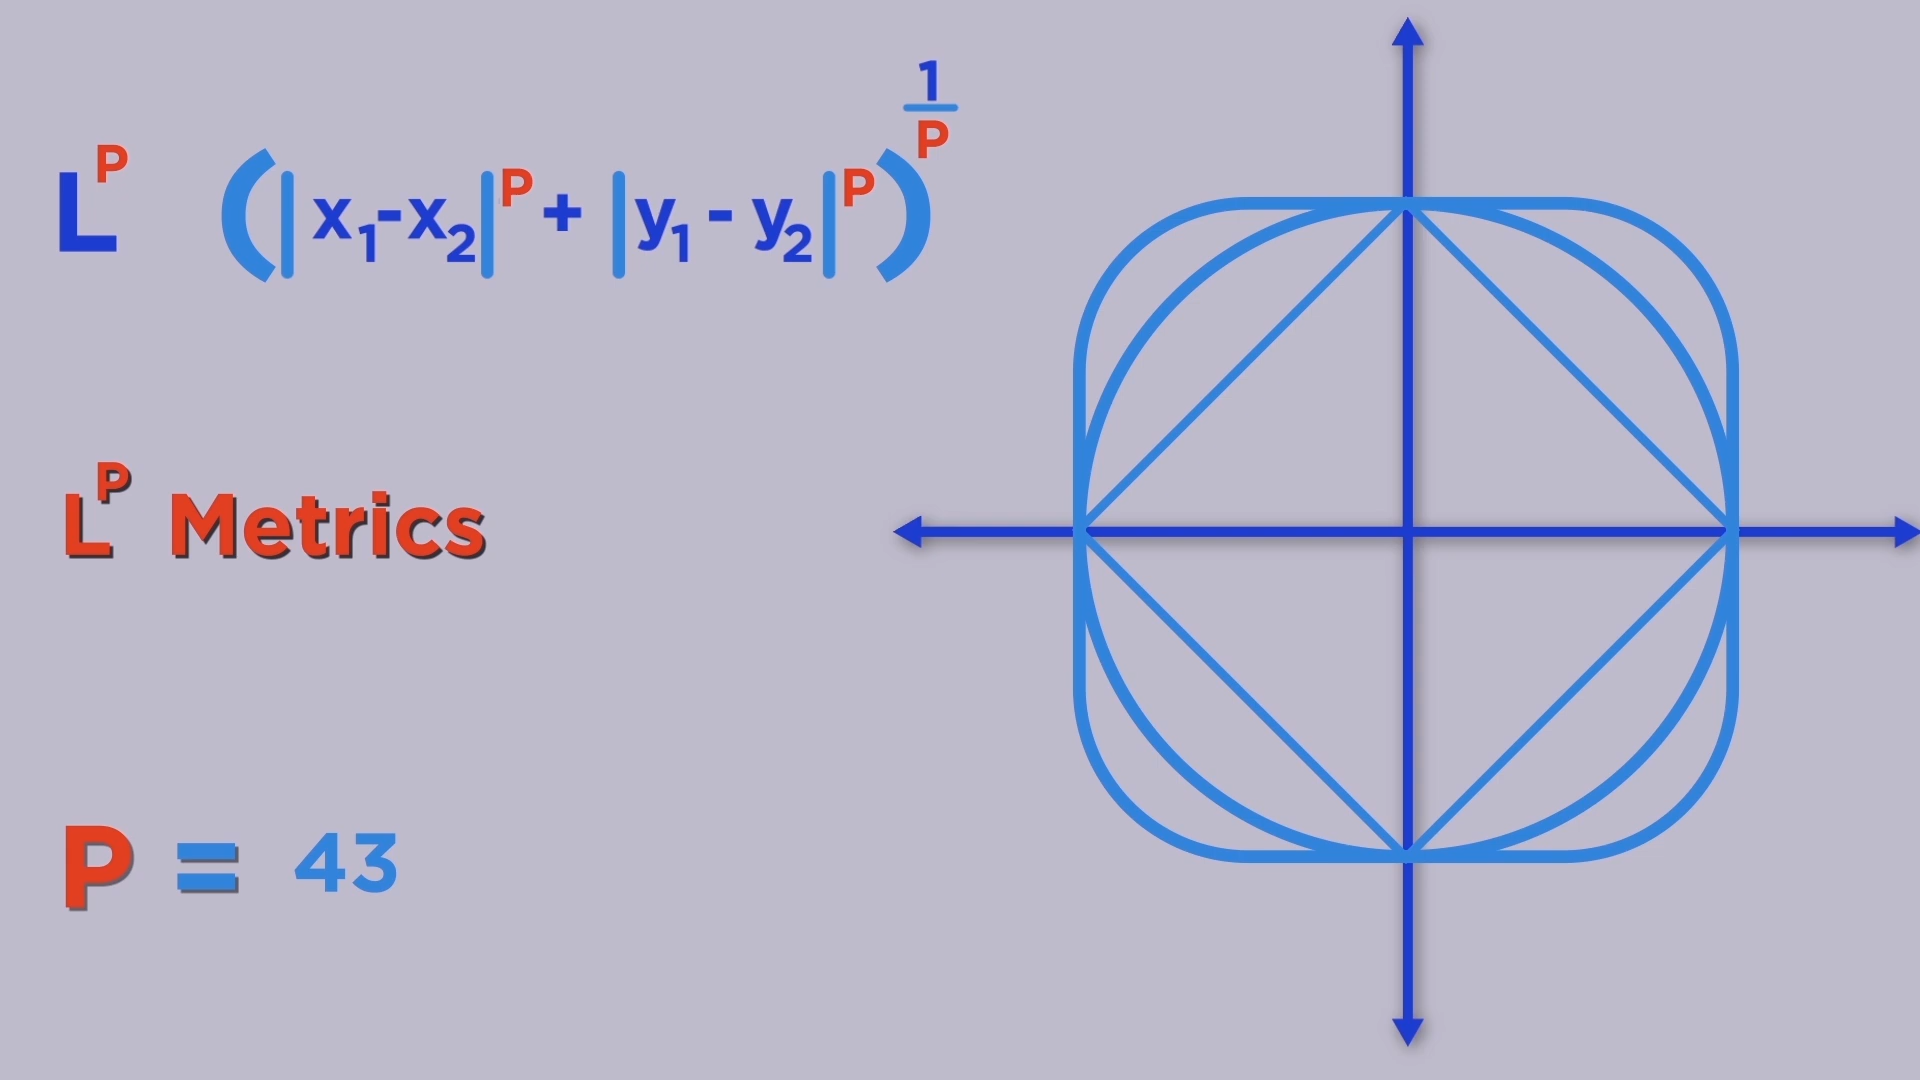 L^P (|x₁-x₂|^P + |y₁ - y₂|^P)^(1/P)
L^P Metrics
P = 43